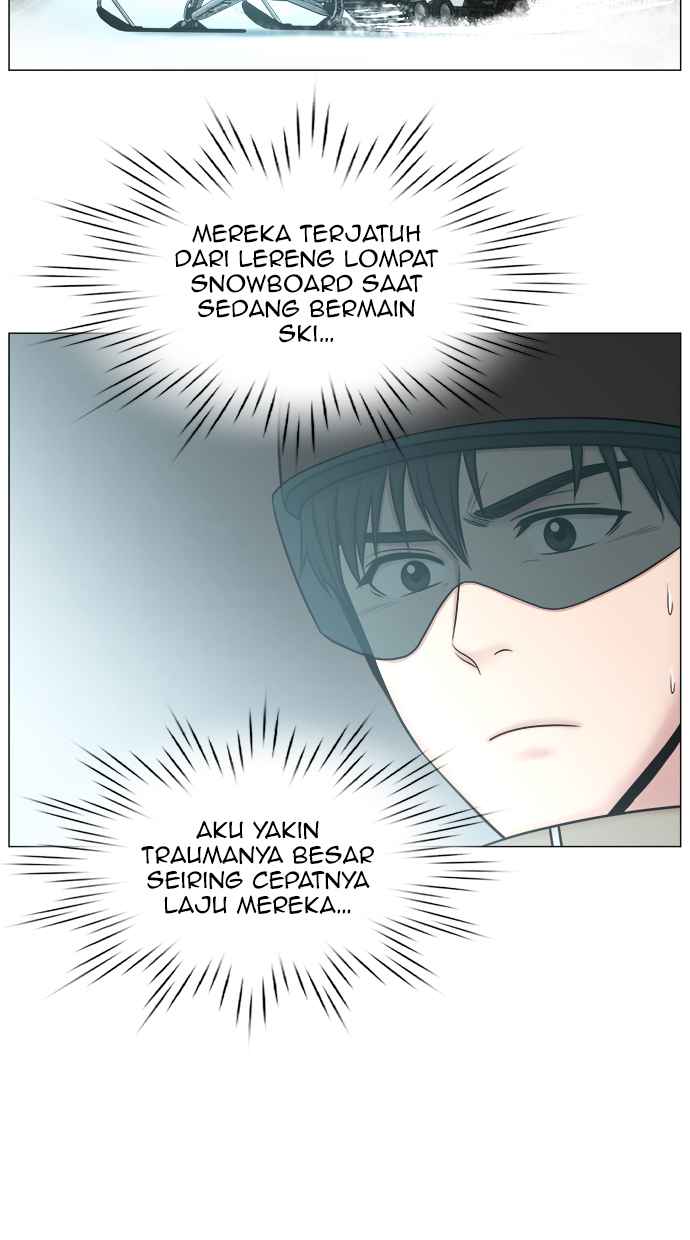 MEREKA TERJATUH
DARI LERENG LOMPAT
SNOWBOARD SAAT
SEDANG BERMAIN
SKI...
AKU YAKIN
TRAUMANYA BESAR
SEIRING CEPATNYA
LAJU MEREKA...